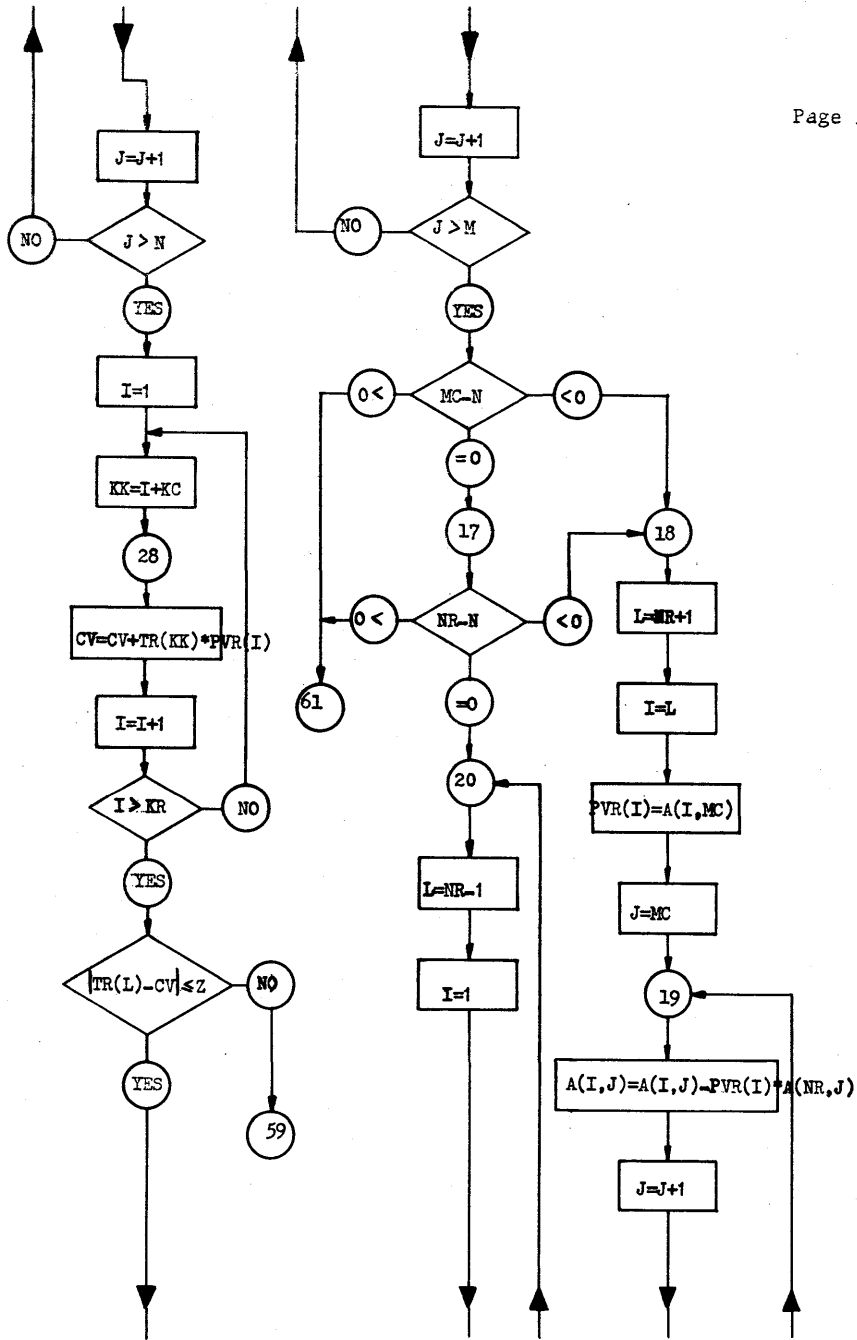 Page
J=J+1
NO
J > N
YES
I=1
KK=I+KC
28
CV=CV+TR(KK)*PVR(I)
I=I+1
I > KR
NO
YES
|TR(L)-CV| ≤ Z
NO
YES
59
J=J+1
NO
J > M
YES
0<
MC-N
<0
=0
17
0<
NR-N
<0
61
=0
20
L=NR-1
I=1
18
L=NR+1
I=L
PVR(I)=A(I,MC)
J=MC
19
A(I,J)=A(I,J)-PVR(I)*A(NR,J)
J=J+1